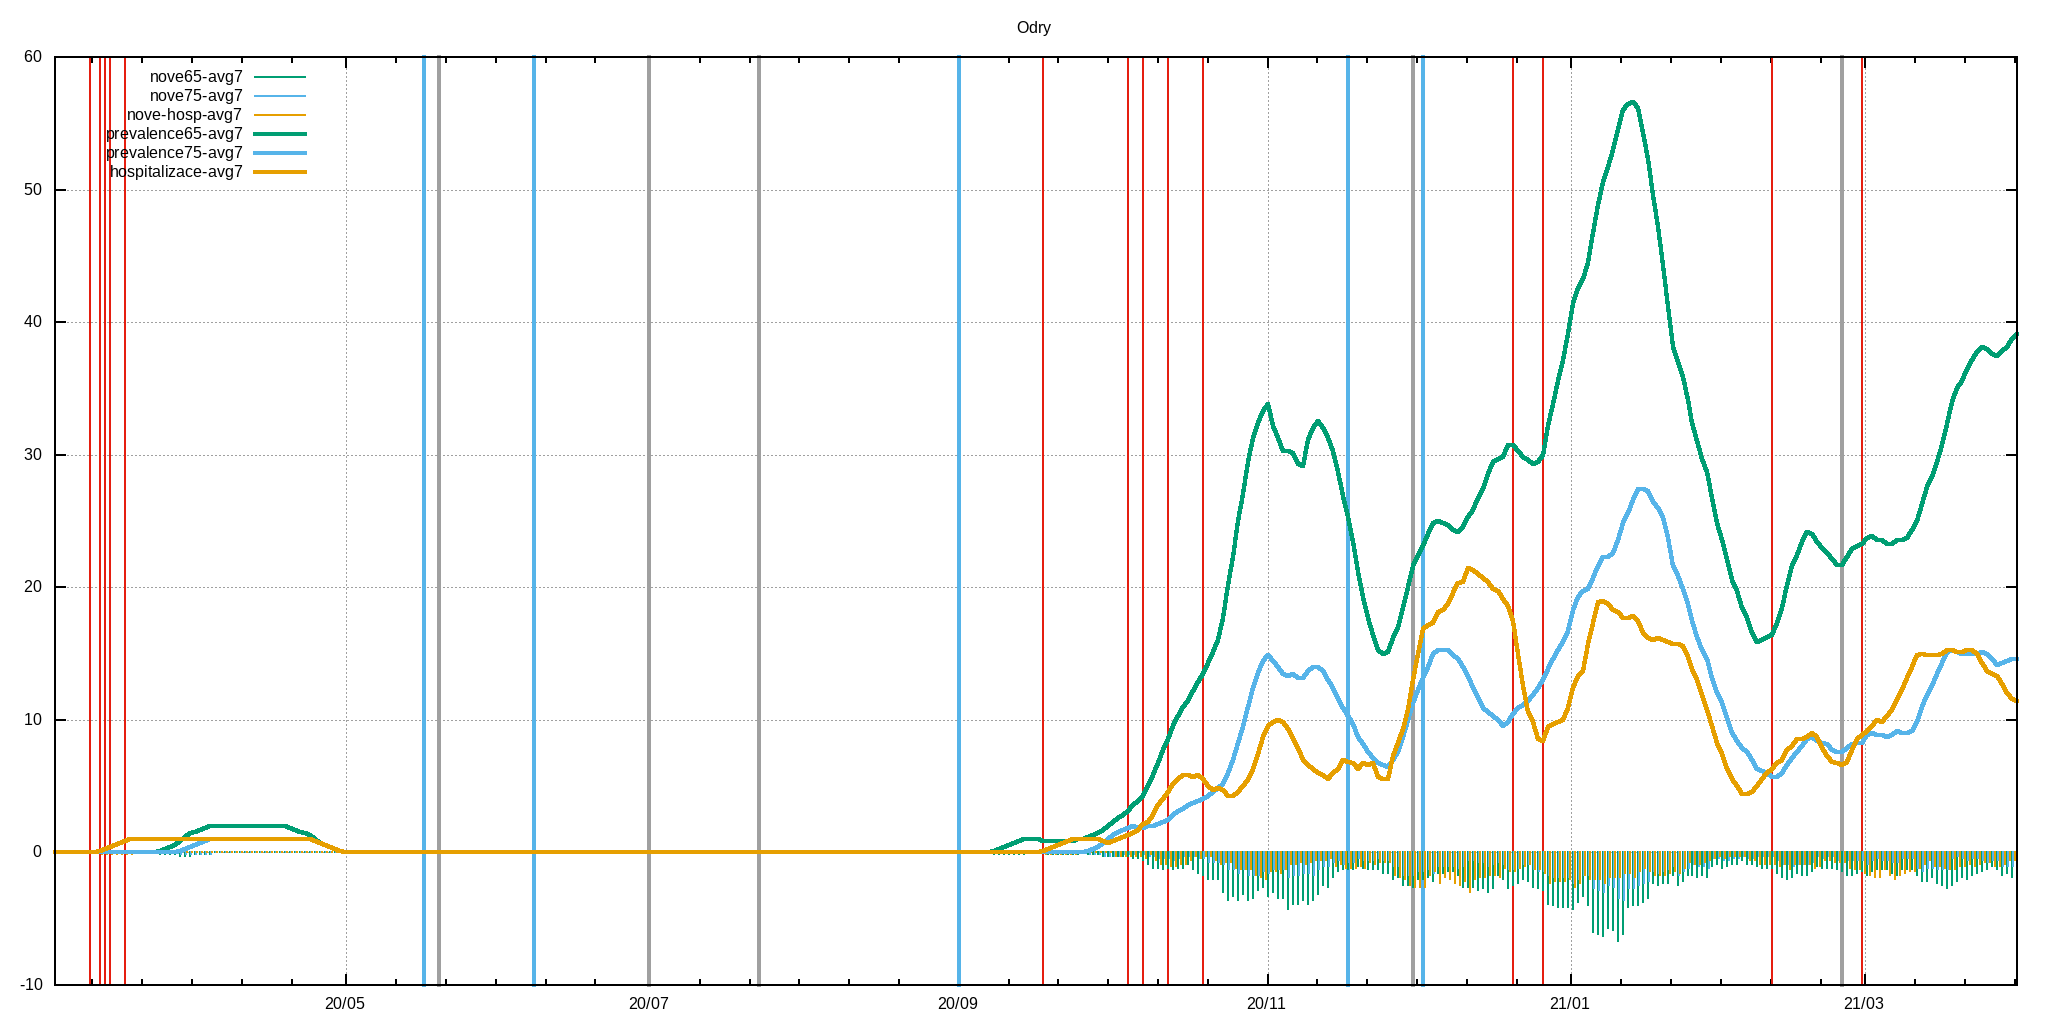 Odry
60
nove65-avg7
nove75-avg7
nove-hosp-avg7
prevalence65-avg7
prevalence75-avg7
hospitalizace-avg7
50
40
30
20
10
0
-10
20/05 20/07 20/09 20/11 21/01 21/03